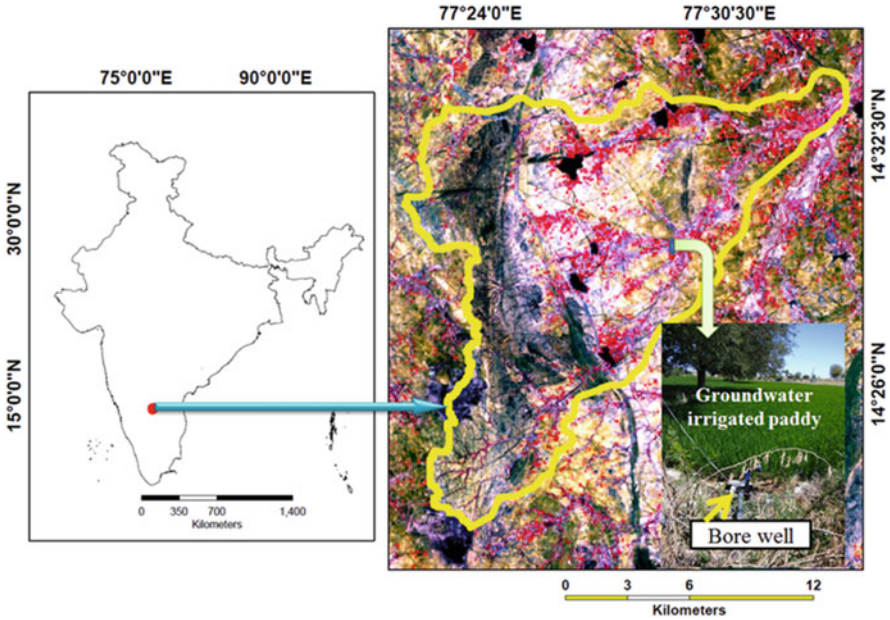 77°24'0"E
77°30'30"E
75°0'0"E
90°0'0"E
14°32'30"N
30°0'0"N
15°0'0"N
14°26'0"N
Groundwater
irrigated paddy
Bore well
0 350 700 1,400
Kilometers
0 3 6 12
Kilometers